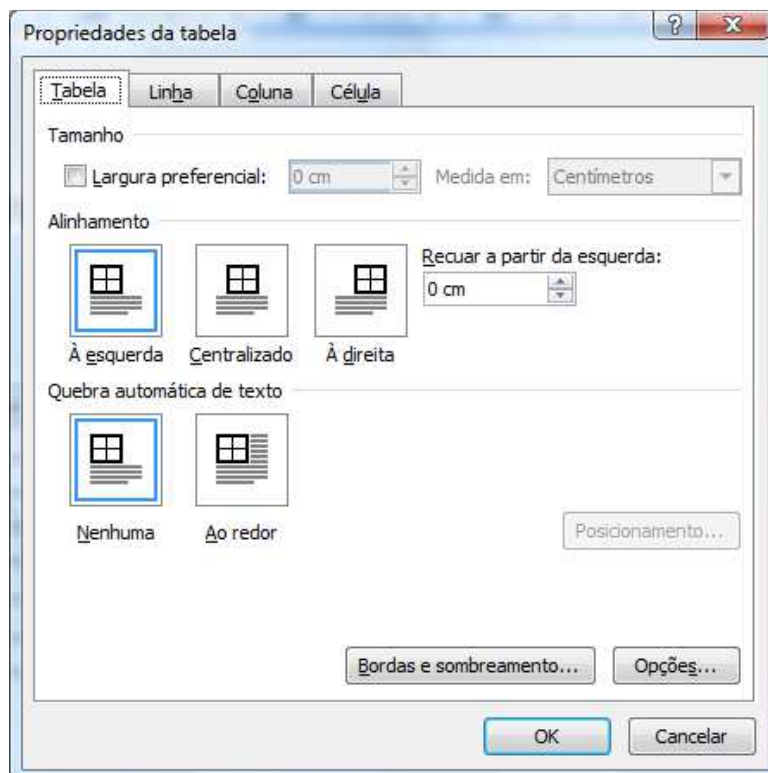 Propriedades da tabela
Tabela Linha Coluna Célula
Tamanho
Largura preferencial: 0 cm Medida em: Centímetros
Alinhamento
Recuar a partir da esquerda:
0 cm
À esquerda Centralizado À direita
Quebra automática de texto
Nenhuma Ao redor Posicionamento...
Bordas e sombreamento... Opções...
OK Cancelar